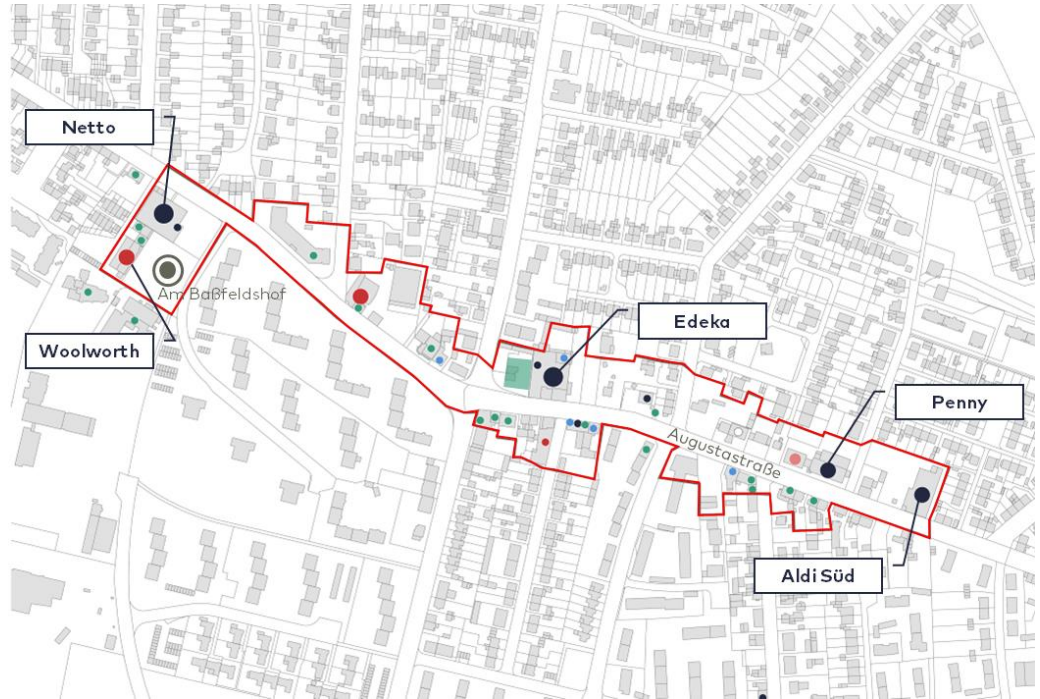 Netto
Am Baßfeldshof
Woolworth
Edeka
Penny
Augustastraße
Aldi Süd